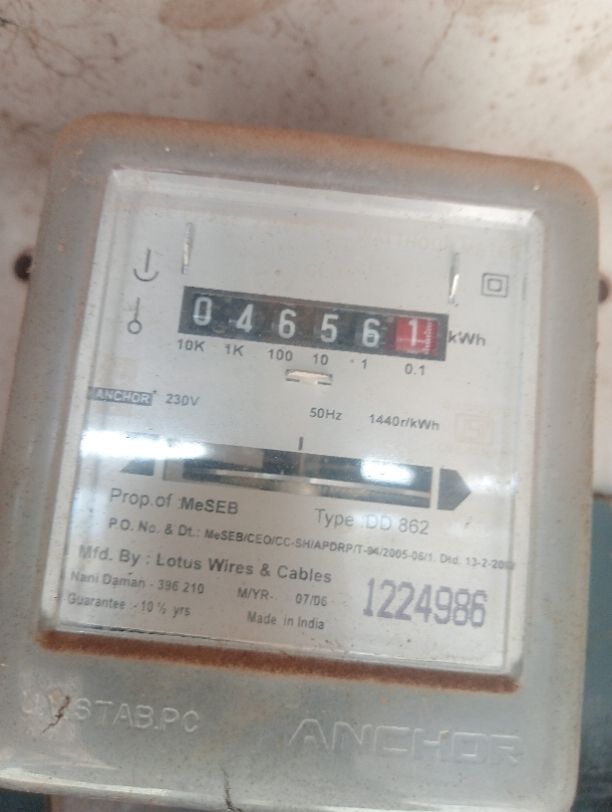 0 4 6 5 6 1 kWh
10K 1K 100 10 1 0.1
ANCHOR 230V
50Hz 1440r/kWh
Prop.of :MeSEB
Type :DD 862
P.O. No. & Dt.: MeSEB/CEO/CC-SH/APDRP/T-94/2005-06/1. Dtd. 13-2-200
Mfd. By : Lotus Wires & Cables
Nani Daman - 396 210 M/YR- 07/06
Guarantee :- 10 ½ yrs Made in India
1224986
ANCHOR